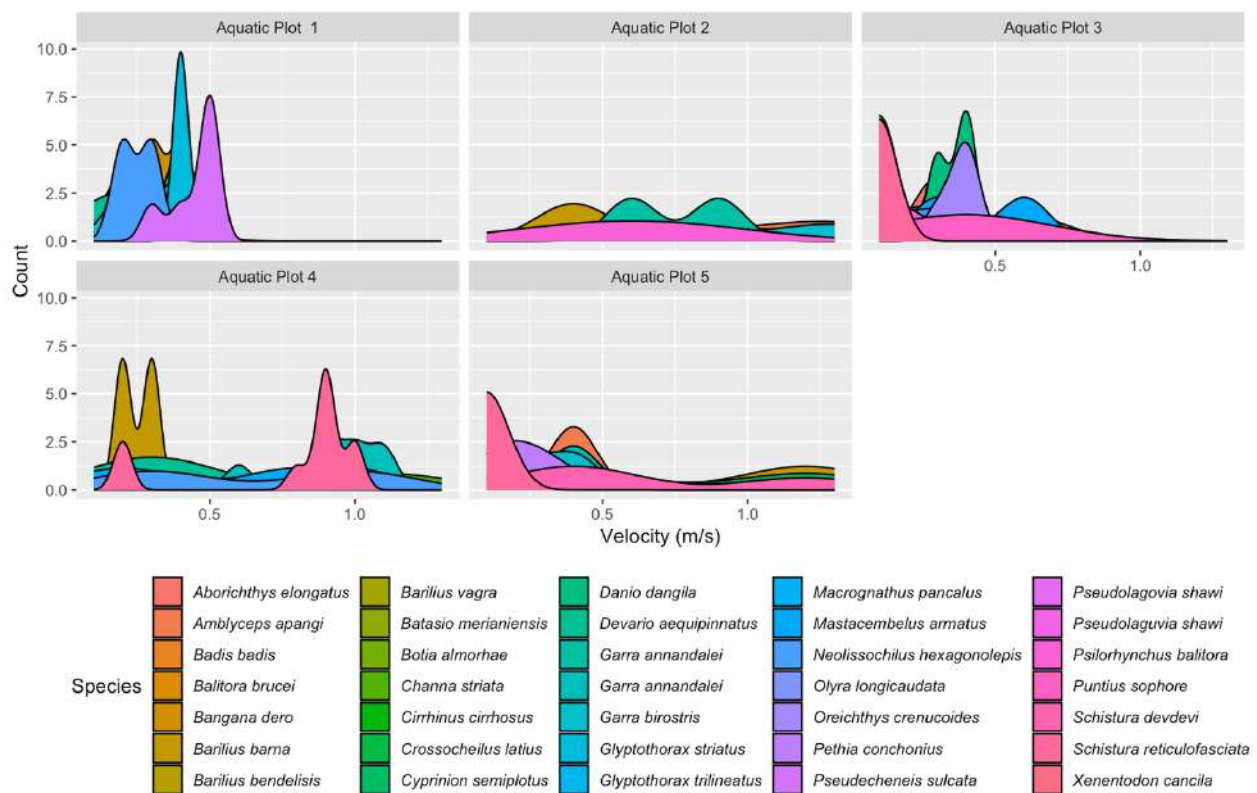 Aquatic Plot 1
Aquatic Plot 2
Aquatic Plot 3
10.0
7.5
5.0
2.5
0.0
0.5
1.0
Count
Aquatic Plot 4
Aquatic Plot 5
10.0
7.5
5.0
2.5
0.0
0.5
1.0
0.5
1.0
Velocity (m/s)
Species
Aborichthys elongatus
Amblyceps apangi
Badis badis
Balitora brucei
Bangana dero
Barilius barna
Barilius bendelisis
Barilius vagra
Batasio merianiensis
Botia almorhae
Channa striata
Cirrhinus cirrhosus
Crossocheilus latius
Cyprinion semiplotus
Danio dangila
Devario aequipinnatus
Garra annandalei
Garra annandalei
Garra birostris
Glyptothorax striatus
Glyptothorax trilineatus
Macrognathus pancalus
Mastacembelus armatus
Neolissochilus hexagonolepis
Olyra longicaudata
Oreichthys crenucoides
Pethia conchonius
Pseudecheneis sulcata
Pseudolagovia shawi
Pseudolaguvia shawi
Psilorhynchus balitora
Puntius sophore
Schistura devdevi
Schistura reticulofasciata
Xenentodon cancila